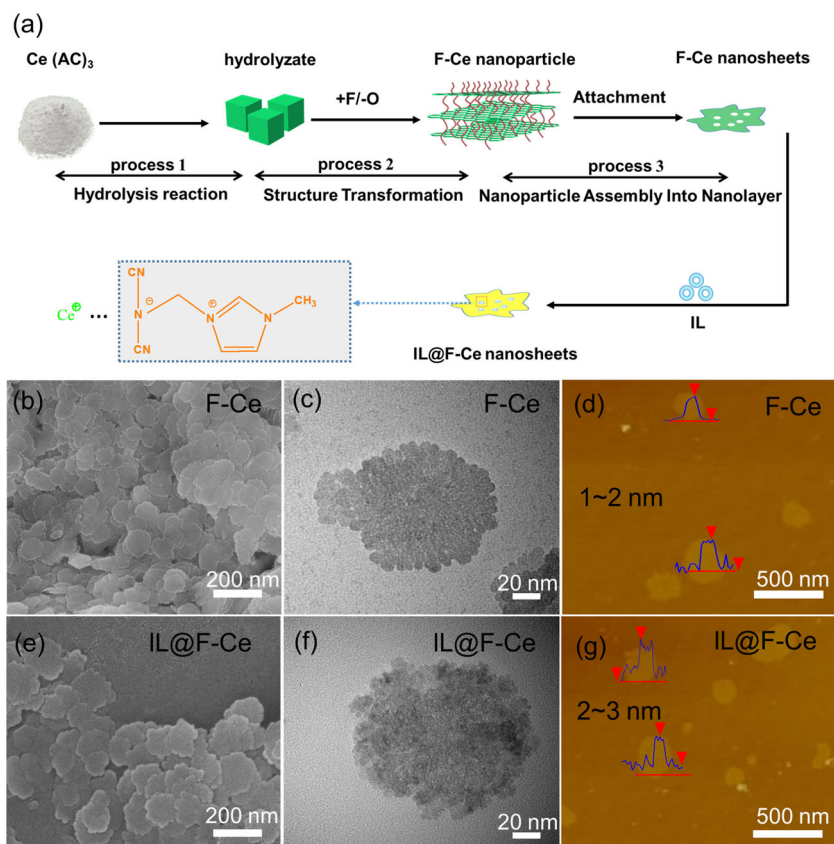 (a)
Ce (AC)₃
hydrolyzate
F-Ce nanoparticle
F-Ce nanosheets
+F/-O
Attachment
process 1
process 2
process 3
Hydrolysis reaction
Structure Transformation
Nanoparticle Assembly Into Nanolayer
CN
N
⊖
CN
Ce⊕
...
N
⊕
N
CH₃
IL
IL@F-Ce nanosheets
(b)
F-Ce
200 nm
(c)
F-Ce
20 nm
(d)
F-Ce
1~2 nm
500 nm
(e)
IL@F-Ce
200 nm
(f)
IL@F-Ce
20 nm
(g)
IL@F-Ce
2~3 nm
500 nm